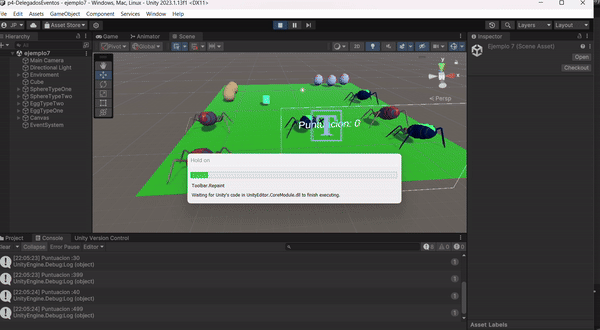 p4-DelegadosEventos - ejemplo7 - Windows, Mac, Linux - Unity 2023.1.13f1 <DX11>
Edit Assets GameObject Component Services Window Help
JP Asset Store Layers Layout
Hierarchy
Game Animator Scene
Inspector
Pivot Global 2D
All
Ejemplo 7 (Scene Asset)
Open
Checkout
ejemplo7
Main Camera
Directional Light
Enviroment
Cube
SphereTypeOne
SphereTypeTwo
EggTypeTwo
EggTypeOne
Canvas
EventSystem
y
< Persp
Puntuacion: 0
T
Hold on
Toolbar.Repaint
Waiting for Unity's code in UnityEditor.CoreModule.dll to finish executing.
Project Console Unity Version Control
Clear Collapse Error Pause Editor
[22:05:23] Puntuacion :30
UnityEngine.Debug:Log (object)
[22:05:23] Puntuacion :399
UnityEngine.Debug:Log (object)
[22:05:24] Puntuacion :40
UnityEngine.Debug:Log (object)
[22:05:24] Puntuacion :499
UnityEngine.Debug:Log (object)
Asset Labels